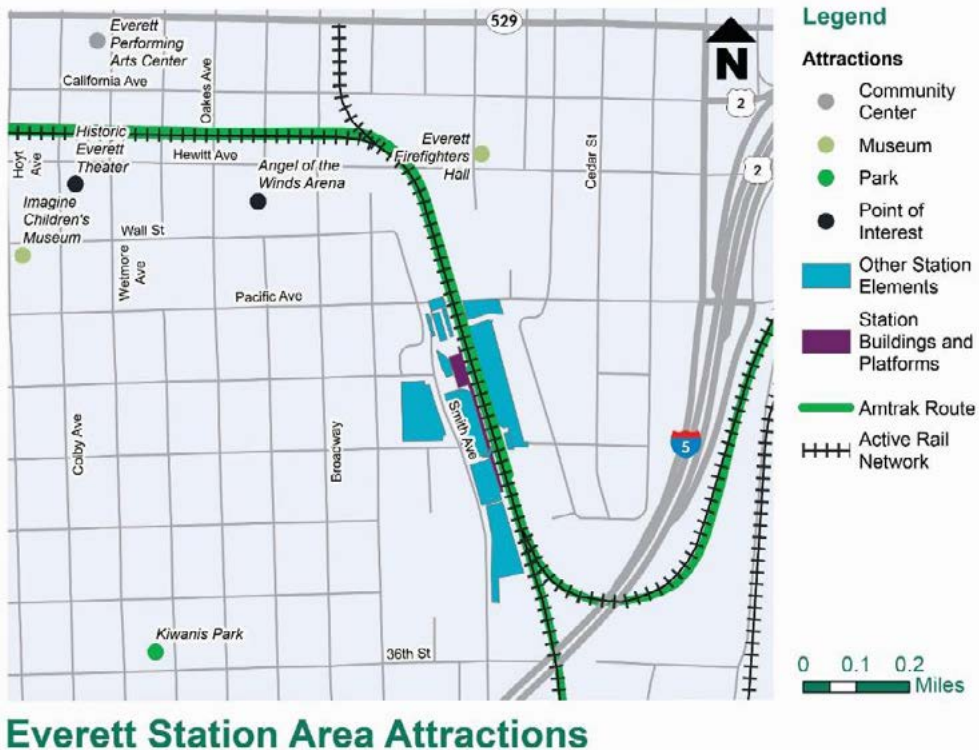 529
Everett
Performing
Arts Center
California Ave
Oakes Ave
N
2
2
Historic
Everett
Theater
Hoyt
Ave
Hewitt Ave
Angel of the
Winds Arena
Everett
Firefighters
Hall
Cedar St
Imagine
Children's
Museum
Wall St
Wetmore
Ave
Pacific Ave
Colby Ave
Broadway
Smith Ave
5
Kiwanis Park
36th St
Legend
Attractions
Community
Center
Museum
Park
Point of
Interest
Other Station
Elements
Station
Buildings and
Platforms
Amtrak Route
Active Rail
Network
0 0.1 0.2
Miles
Everett Station Area Attractions